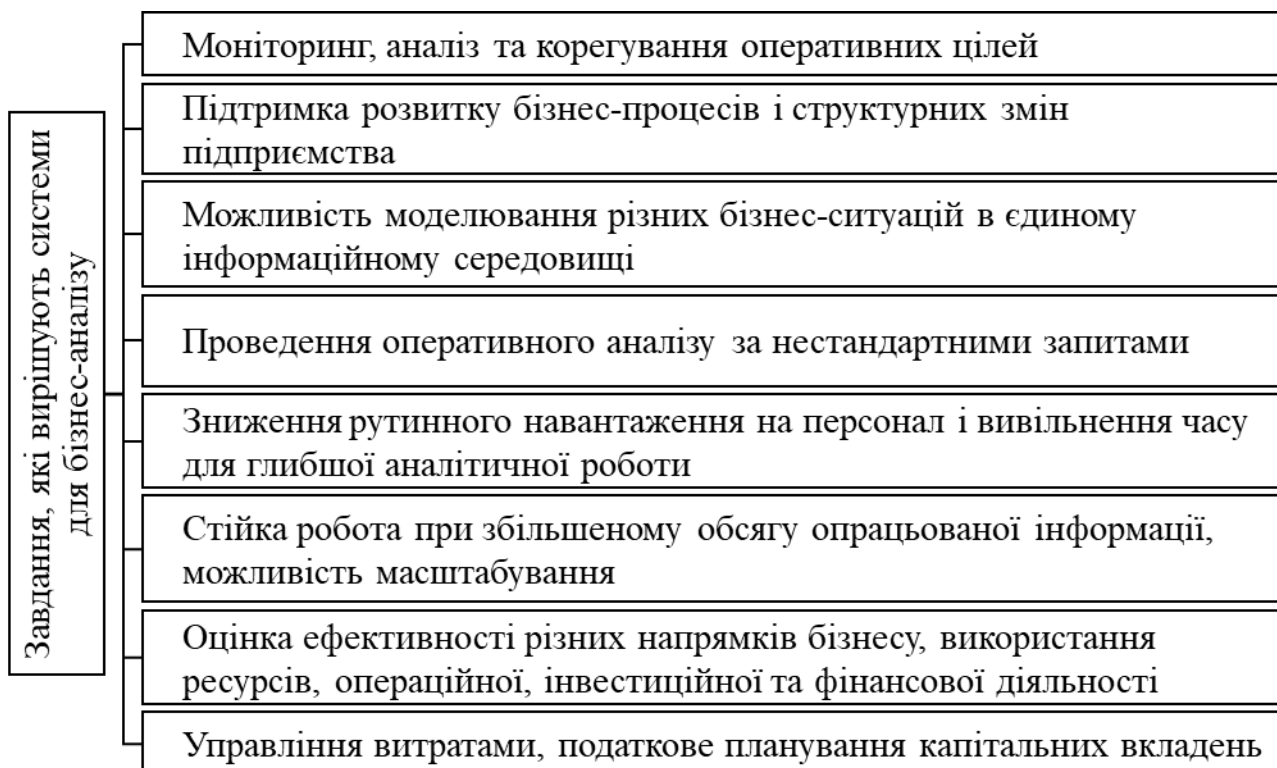 Завдання, які вирішують системи
для бізнес-аналізу
Моніторинг, аналіз та корегування оперативних цілей
Підтримка розвитку бізнес-процесів і структурних змін
підприємства
Можливість моделювання різних бізнес-ситуацій в єдиному
інформаційному середовищі
Проведення оперативного аналізу за нестандартними запитами
Зниження рутинного навантаження на персонал і вивільнення часу
для глибшої аналітичної роботи
Стійка робота при збільшеному обсягу опрацьованої інформації,
можливість масштабування
Оцінка ефективності різних напрямків бізнесу, використання
ресурсів, операційної, інвестиційної та фінансової діяльності
Управління витратами, податкове планування капітальних вкладень